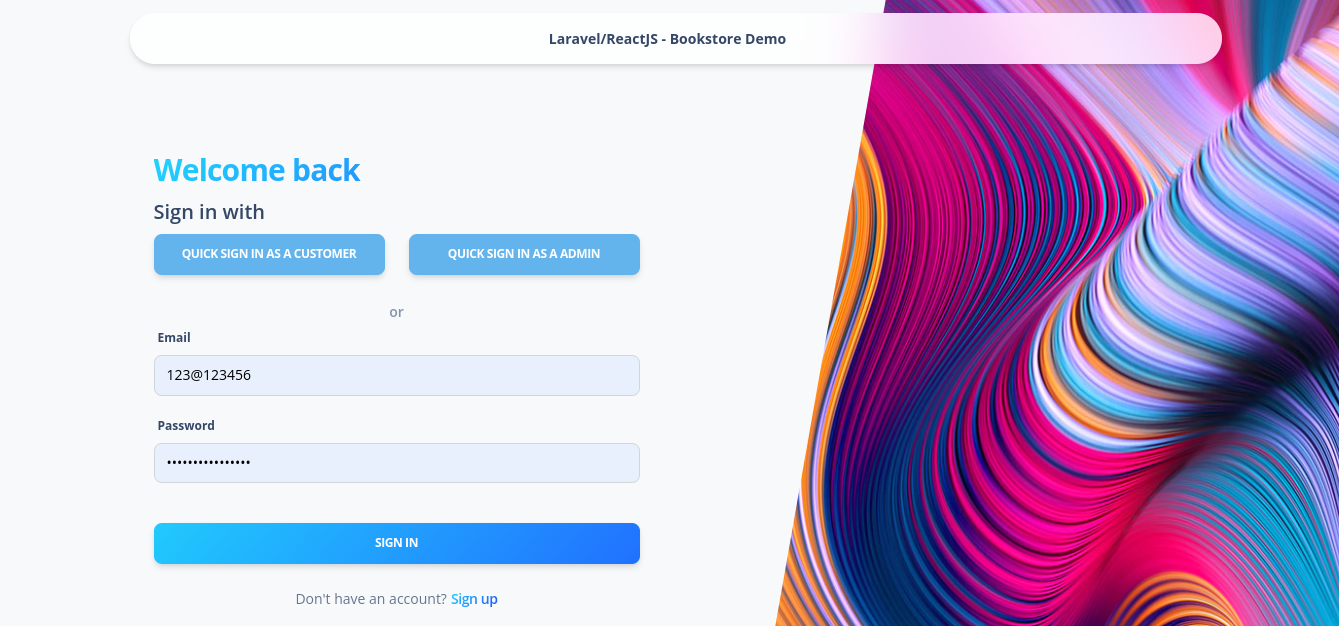 Laravel/ReactJS - Bookstore Demo
Welcome back
Sign in with
QUICK SIGN IN AS A CUSTOMER
QUICK SIGN IN AS A ADMIN
or
Email
123@123456
Password
••••••••••••••••
SIGN IN
Don't have an account? Sign up